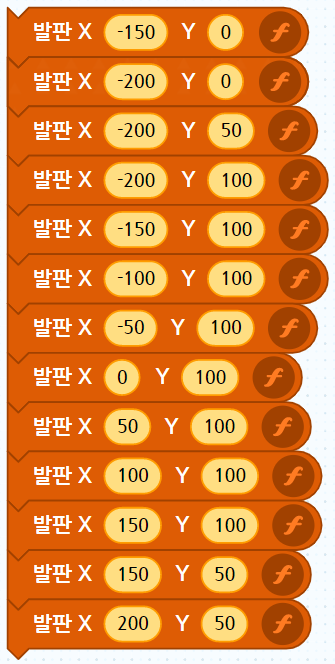 발판 X -150 Y 0 f
발판 X -200 Y 0 f
발판 X -200 Y 50 f
발판 X -200 Y 100 f
발판 X -150 Y 100 f
발판 X -100 Y 100 f
발판 X -50 Y 100 f
발판 X 0 Y 100 f
발판 X 50 Y 100 f
발판 X 100 Y 100 f
발판 X 150 Y 100 f
발판 X 150 Y 50 f
발판 X 200 Y 50 f